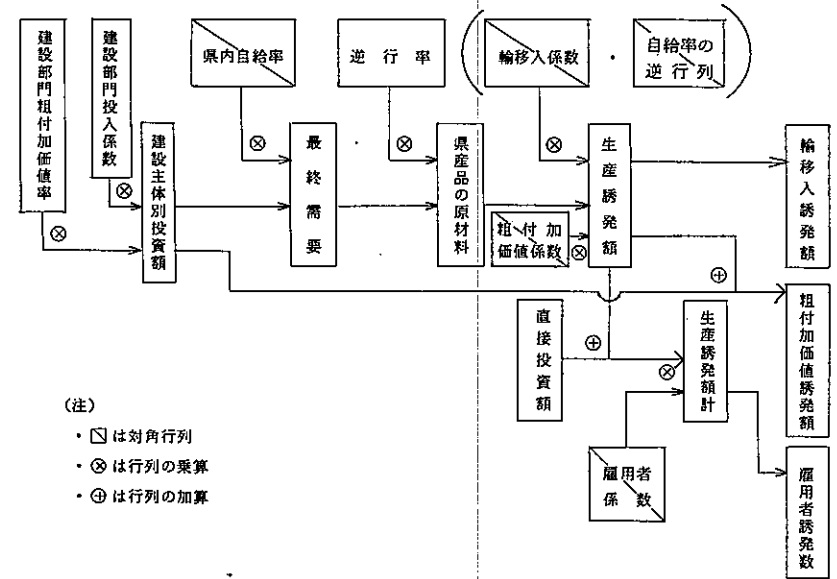 建設部門粗付加価値率
建設部門投入係数
県内自給率
逆行率
輸移入係数
・
自給率の
逆行列
建設主体別投資額
最終需要
県産品の原材料
生産誘発額
輸移入誘発額
粗付加
価値係数
直接投資額
生産誘発額計
粗付加価値誘発額
雇用者
係数
雇用者誘発数
(注)
・ は対角行列
・⊗は行列の乗算
・⊕は行列の加算